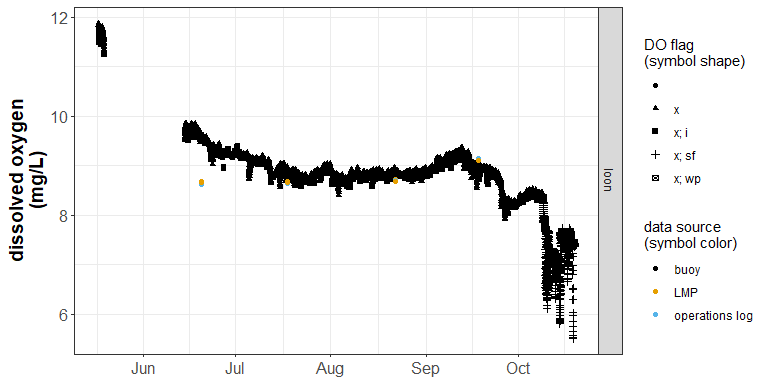 12
10
8
6
dissolved oxygen
(mg/L)
Jun
Jul
Aug
Sep
Oct
loon
DO flag
(symbol shape)
x
x; i
x; sf
x; wp
data source
(symbol color)
buoy
LMP
operations log